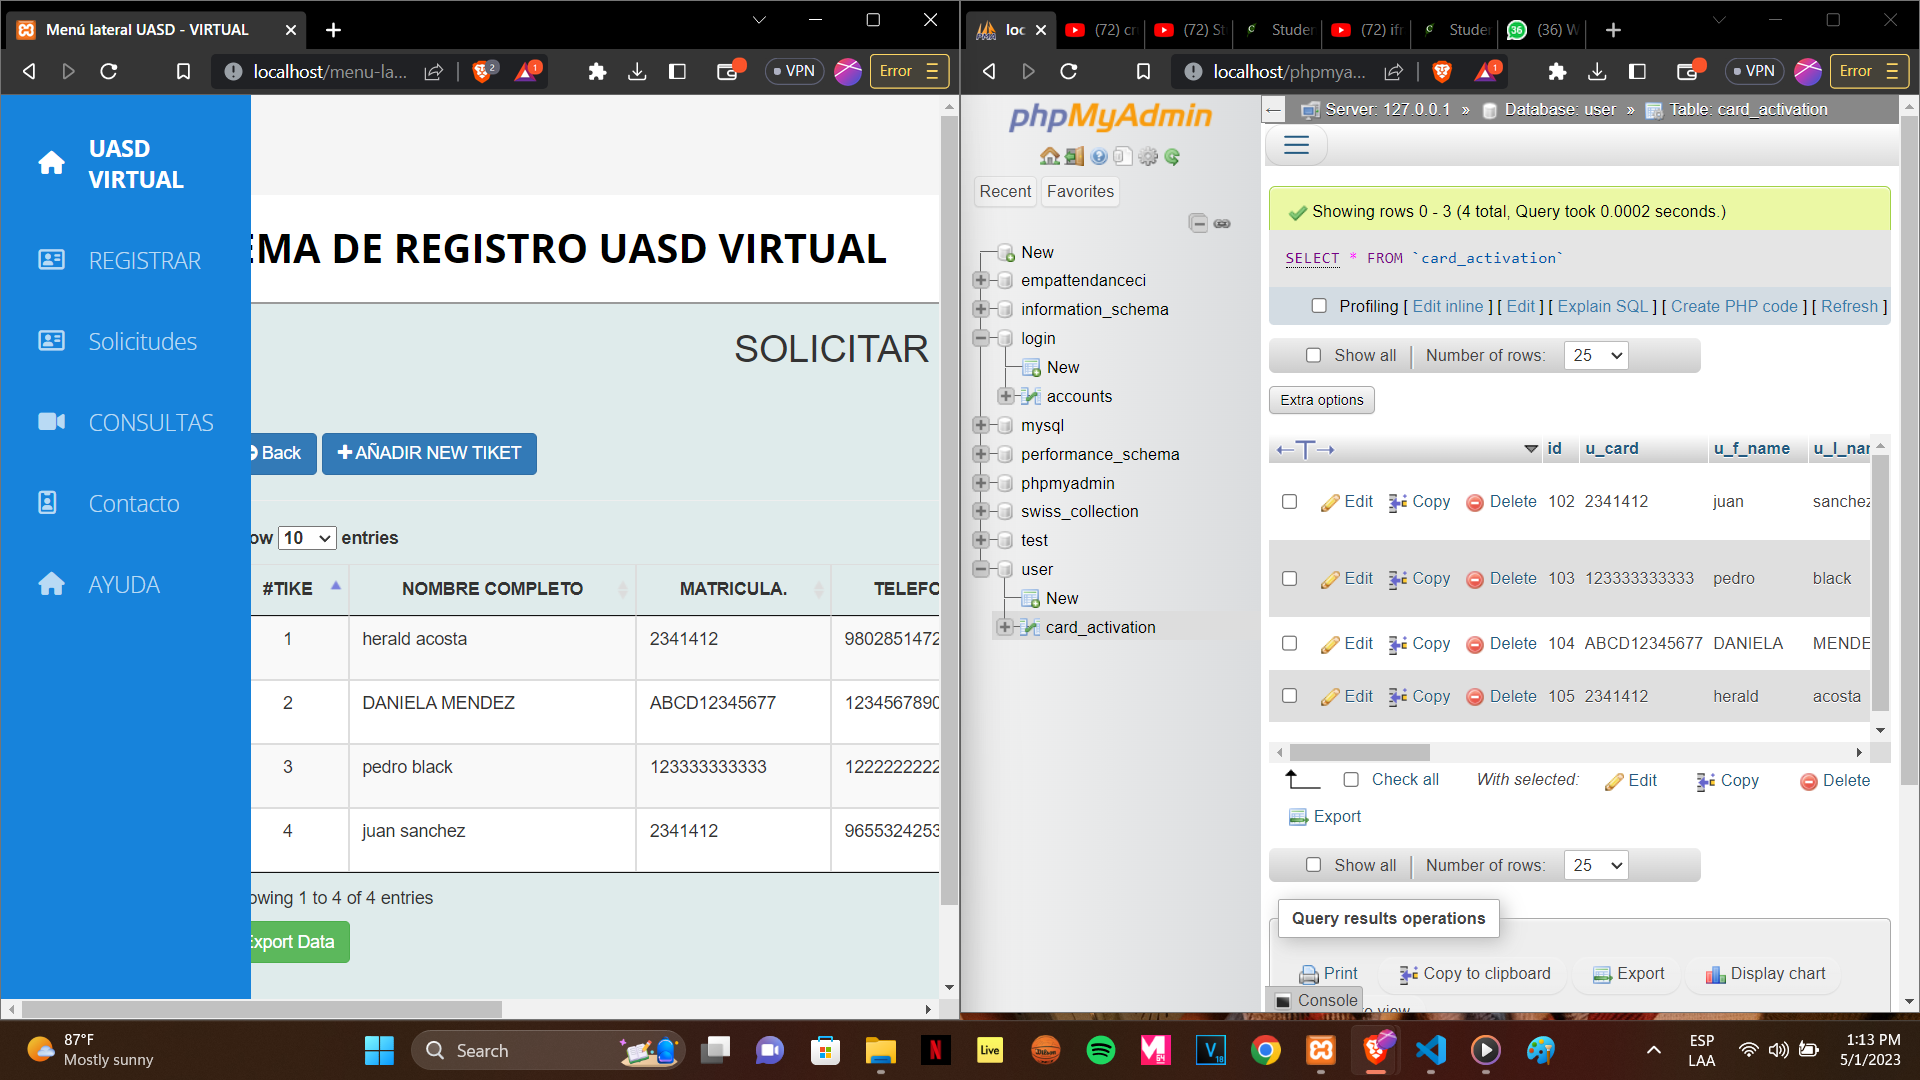 Menú lateral UASD - VIRTUAL
localhost/menu-la...
2
1
VPN
Error
UASD
VIRTUAL
REGISTRAR
Solicitudes
CONSULTAS
Contacto
AYUDA
EMA DE REGISTRO UASD VIRTUAL
SOLICITAR
Back
AÑADIR NEW TIKET
ow 10 entries
#TIKE NOMBRE COMPLETO MATRICULA. TELEFO
1 herald acosta 2341412 9802851472
2 DANIELA MENDEZ ABCD12345677 1234567890
3 pedro black 123333333333 1222222222
4 juan sanchez 2341412 9655324253
owing 1 to 4 of 4 entries
Export Data
loc
(72) cr
(72) St
Studer
(72) ifr
Studer
36 (36) W
localhost/phpmya...
1
VPN
Error
phpMyAdmin
Recent
Favorites
New
empattendanceci
information_schema
login
New
accounts
mysql
performance_schema
phpmyadmin
swiss_collection
test
user
New
card_activation
Server: 127.0.0.1 » Database: user » Table: card_activation
Showing rows 0 - 3 (4 total, Query took 0.0002 seconds.)
SELECT * FROM `card_activation`
Profiling [ Edit inline ] [ Edit ] [ Explain SQL ] [ Create PHP code ] [ Refresh ]
Show all Number of rows: 25
Extra options
id u_card u_f_name u_l_nar
Edit Copy Delete 102 2341412 juan sanchez
Edit Copy Delete 103 123333333333 pedro black
Edit Copy Delete 104 ABCD12345677 DANIELA MENDE
Edit Copy Delete 105 2341412 herald acosta
Check all With selected: Edit Copy Delete
Export
Show all Number of rows: 25
Query results operations
Print Copy to clipboard Export Display chart
Console
view
87°F
Mostly sunny
Search
Live
ESP
LAA
1:13 PM
5/1/2023